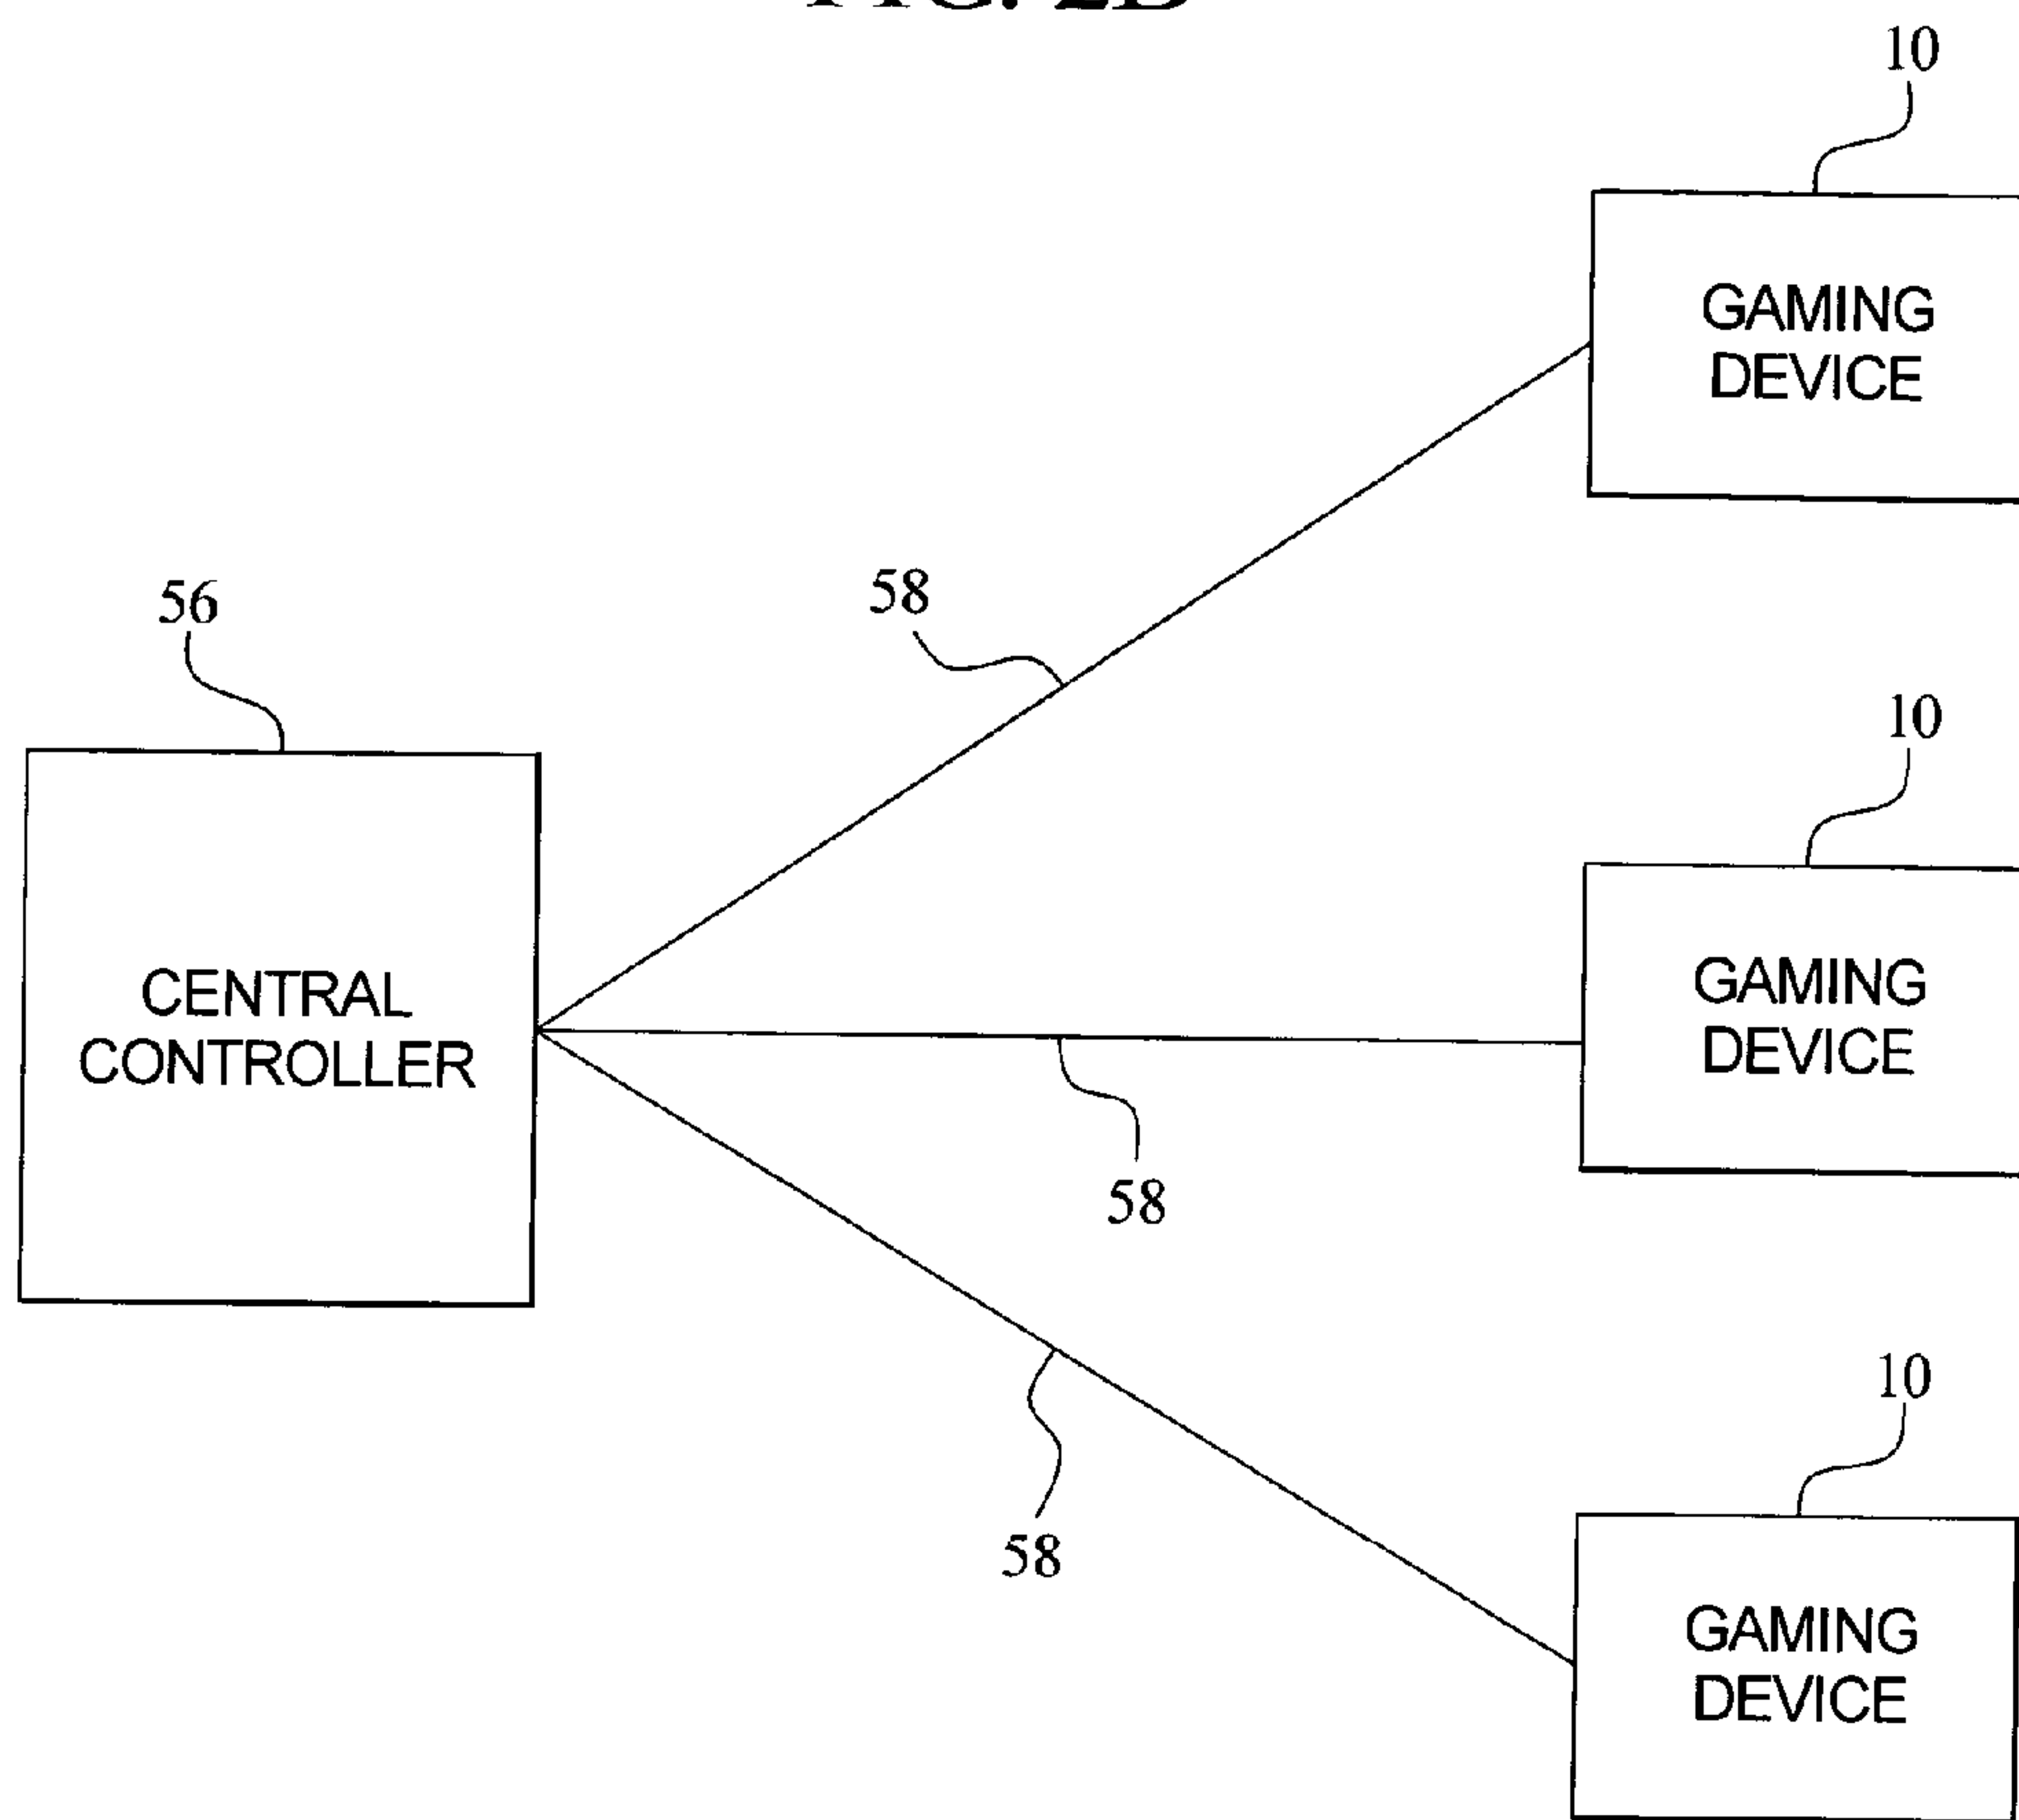 10
GAMING
DEVICE
58
56
10
CENTRAL
CONTROLLER
GAMING
DEVICE
58
10
58
GAMING
DEVICE